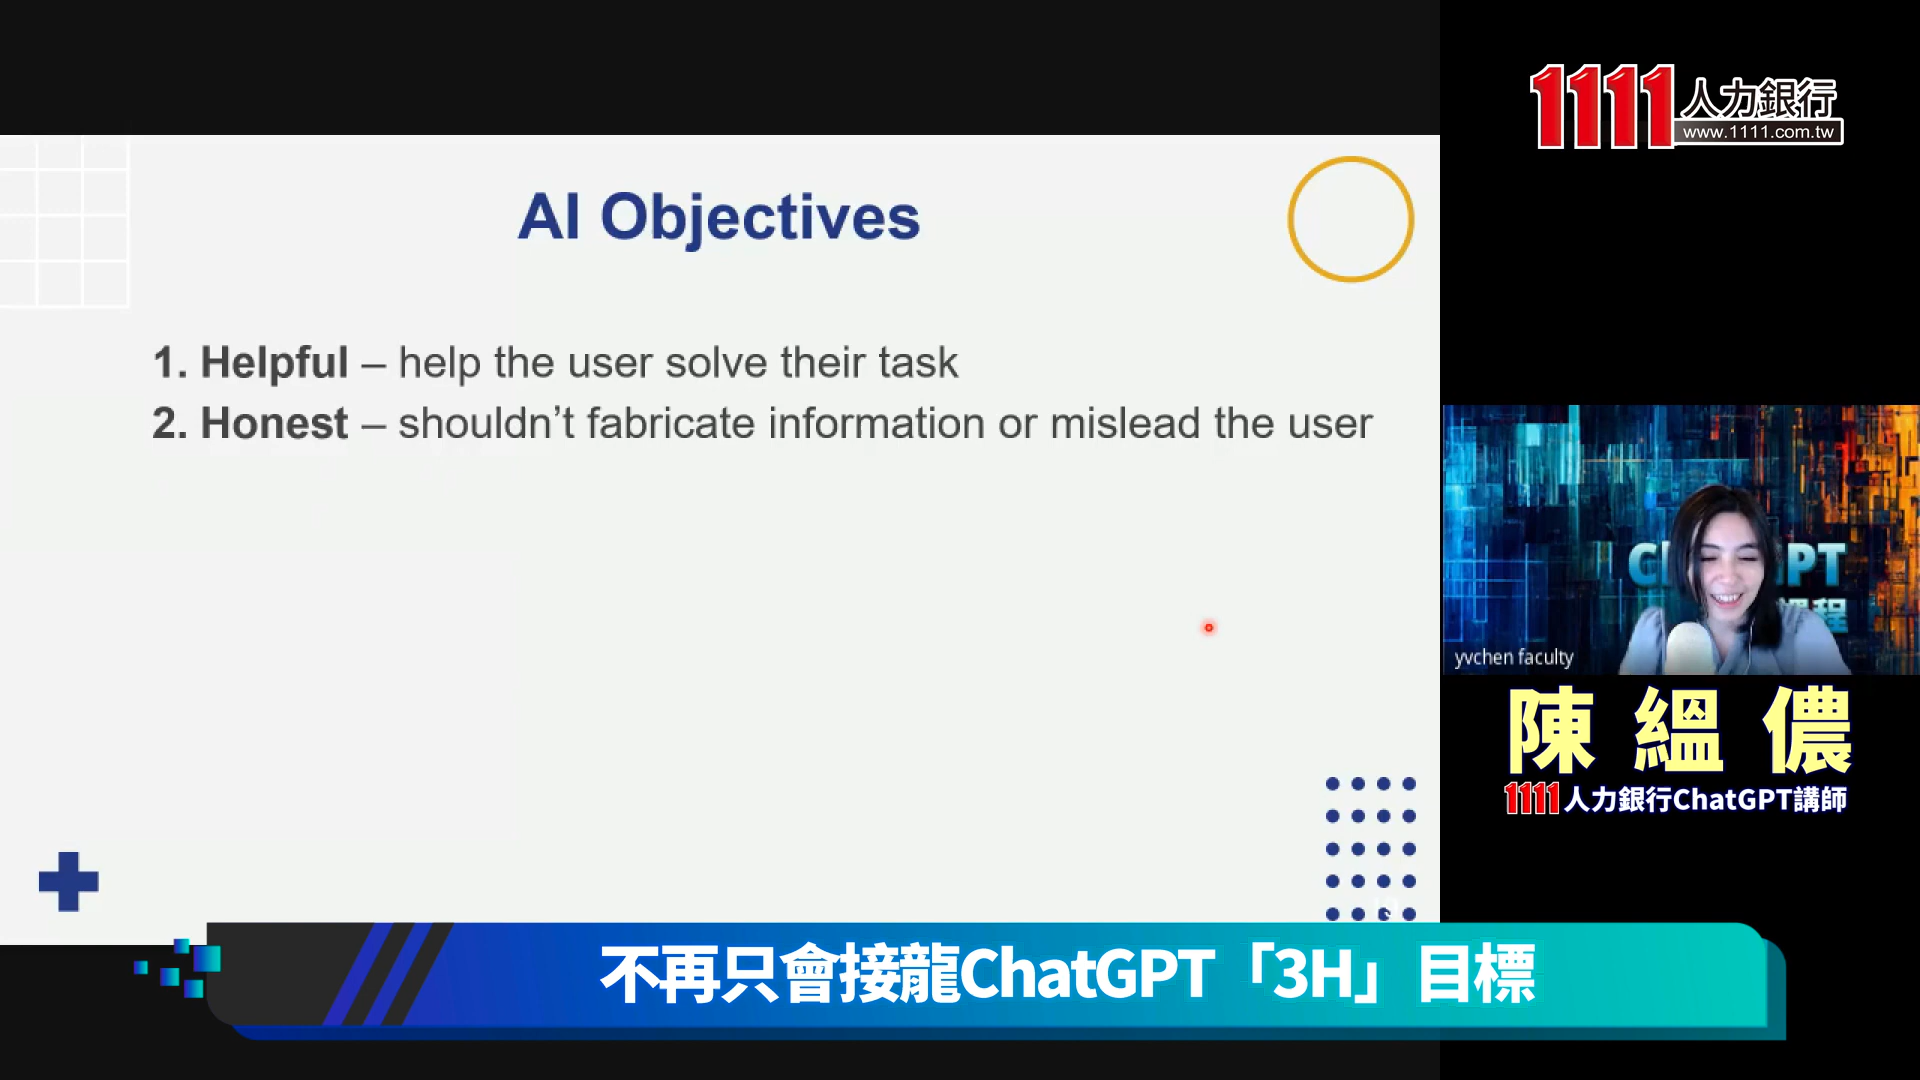 AI Objectives
1. Helpful – help the user solve their task
2. Honest – shouldn’t fabricate information or mislead the user
1111人力銀行
www.1111.com.tw
yvchen faculty
陳縕儂
1111人力銀行ChatGPT講師
不再只會接龍ChatGPT「3H」目標